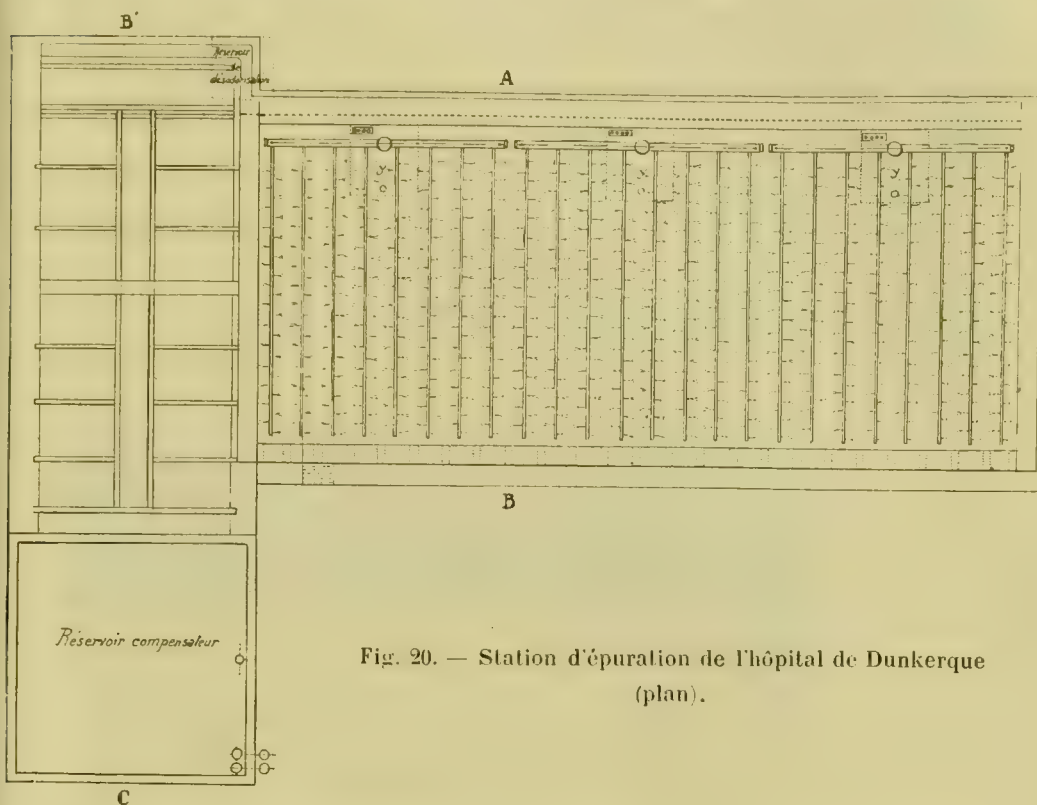 B'
Réservoir
de
désodorisation
A
B
Réservoir compensateur
Fig. 20. — Station d'épuration de l'hôpital de Dunkerque
(plan).
C